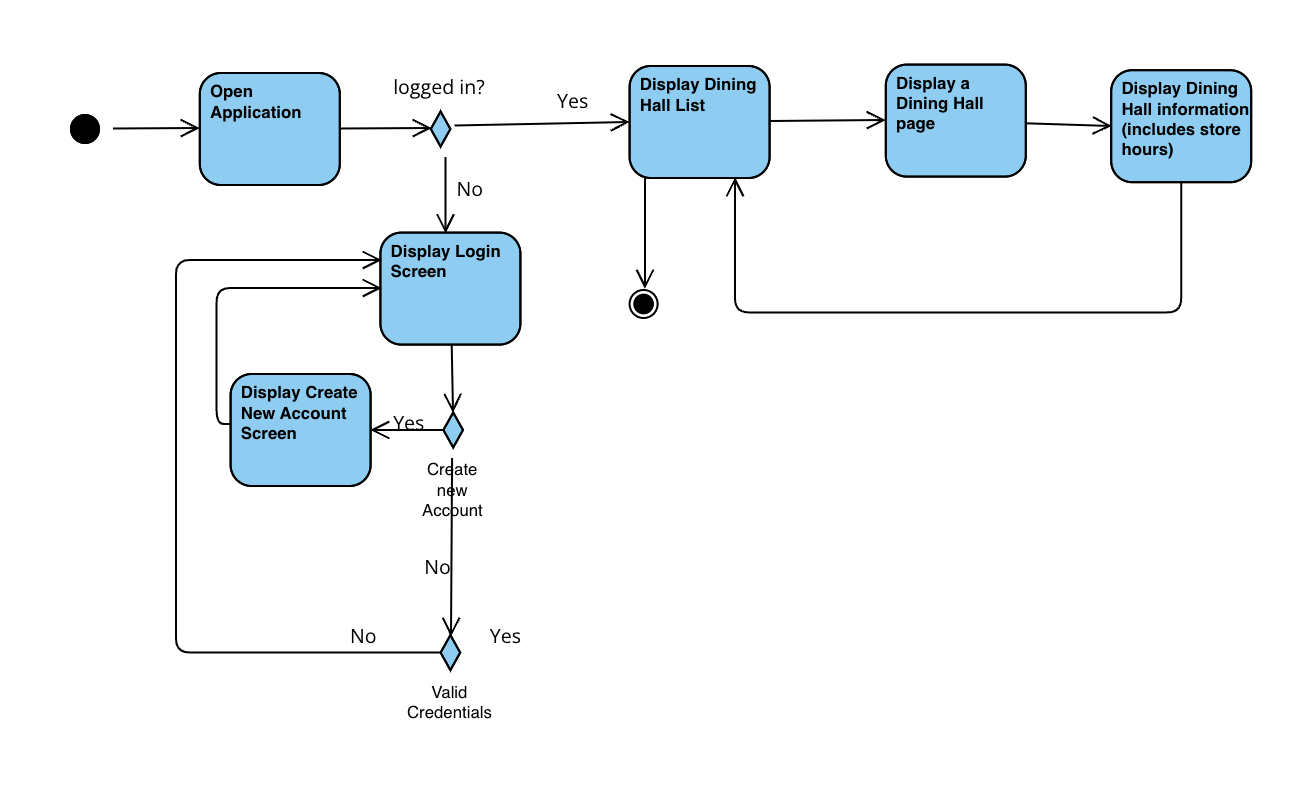 Open
Application
logged in?
Yes
Display Dining
Hall List
Display a
Dining Hall
page
Display Dining
Hall information
(includes store
hours)
No
Display Login
Screen
Display Create
New Account
Screen
Yes
Create
new
Account
No
No
Yes
Valid
Credentials